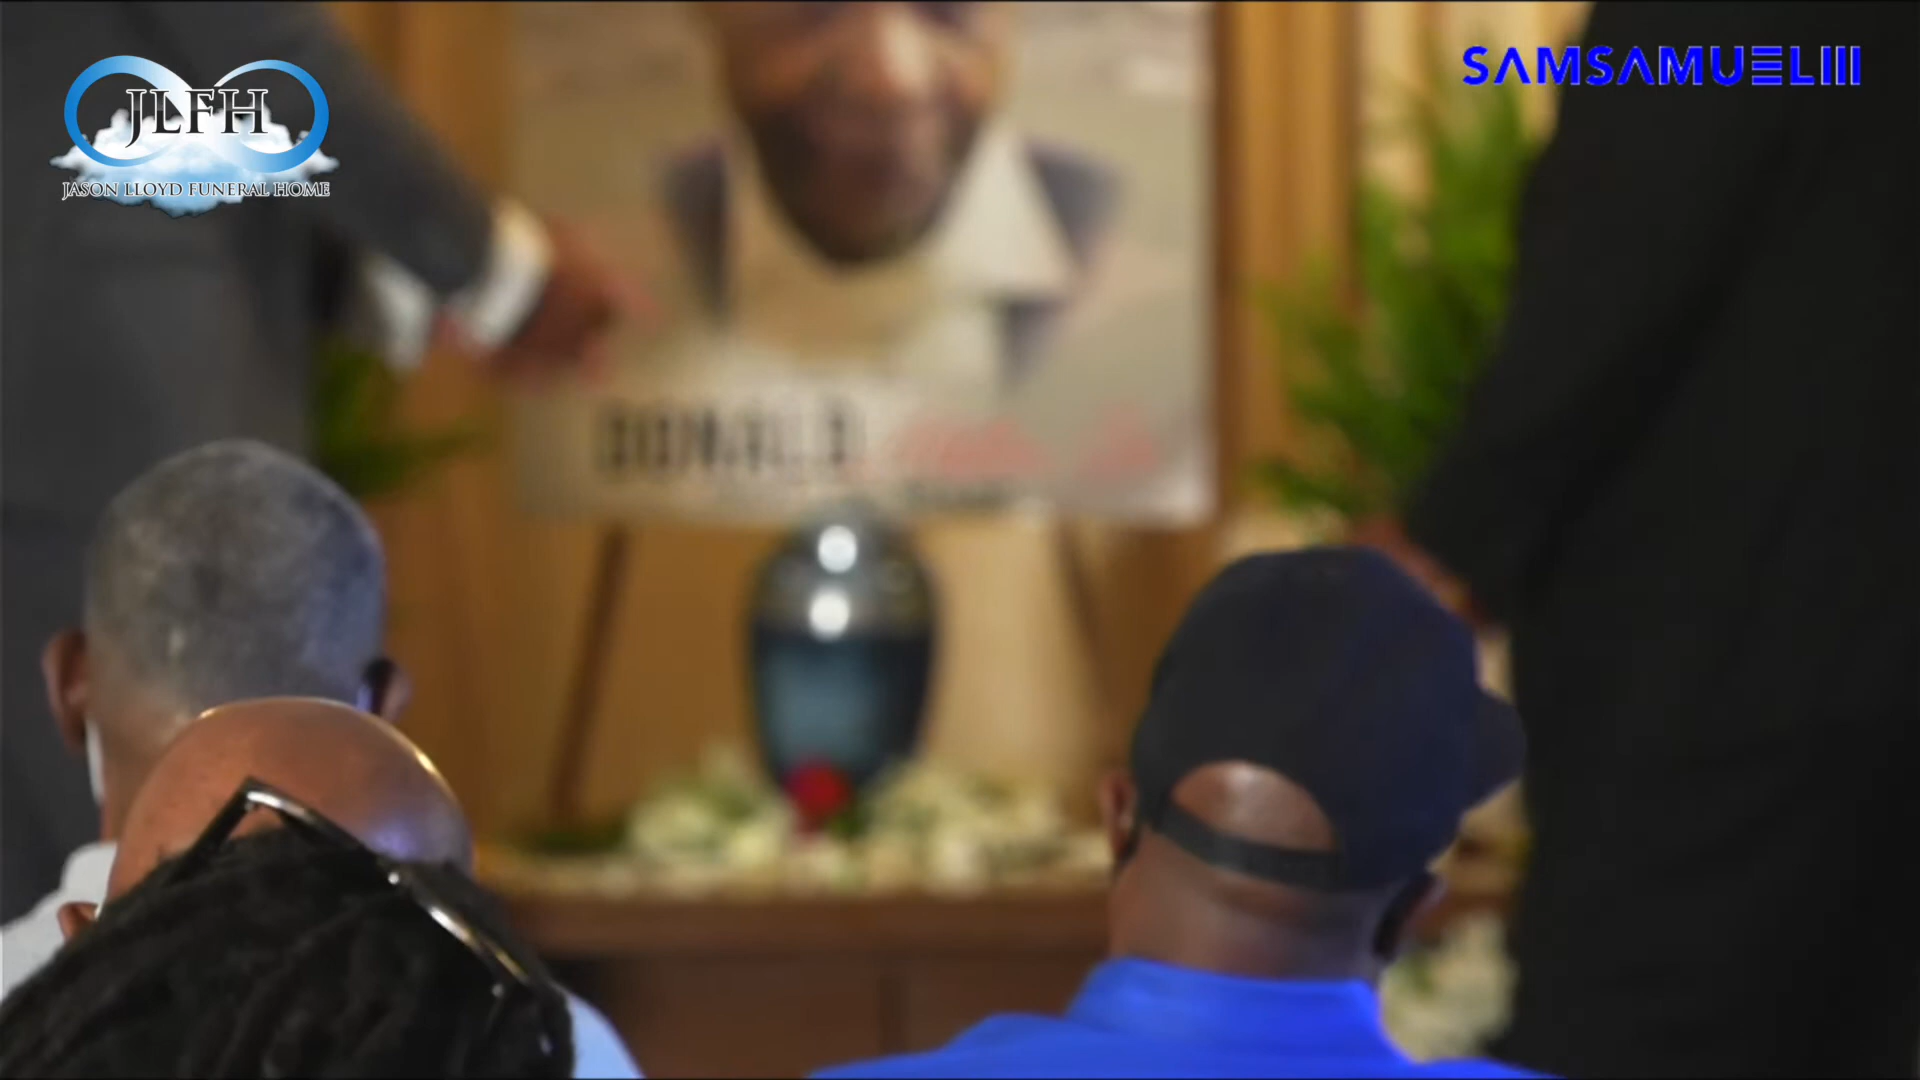 JLFH
JASON LLOYD FUNERAL HOME
SAMSAMUELIII
DONALD